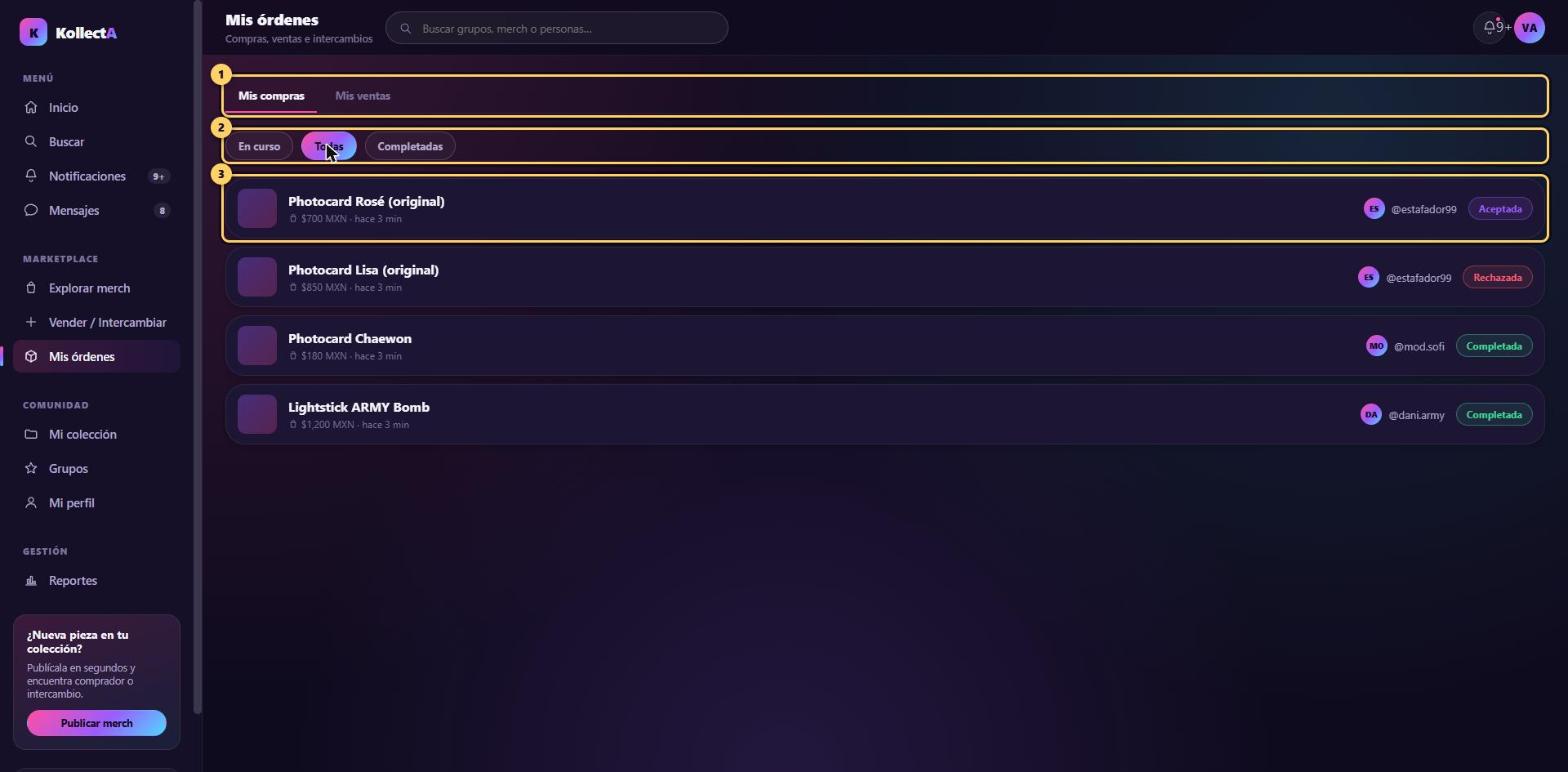 K KollectA
MENÚ
Inicio
Buscar
Notificaciones 9+
Mensajes 8
MARKETPLACE
Explorar merch
Vender / Intercambiar
Mis órdenes
COMUNIDAD
Mi colección
Grupos
Mi perfil
GESTIÓN
Reportes
¿Nueva pieza en tu
colección?
Publícala en segundos y
encuentra comprador o
intercambio.
Publicar merch
Mis órdenes
Compras, ventas e intercambios
Buscar grupos, merch o personas...
9+ VA
1
Mis compras Mis ventas
2
En curso Todas Completadas
3
Photocard Rosé (original)
$700 MXN · hace 3 min
ES @estafador99 Aceptada
Photocard Lisa (original)
$850 MXN · hace 3 min
ES @estafador99 Rechazada
Photocard Chaewon
$180 MXN · hace 3 min
MO @mod.sofi Completada
Lightstick ARMY Bomb
$1,200 MXN · hace 3 min
DA @dani.army Completada